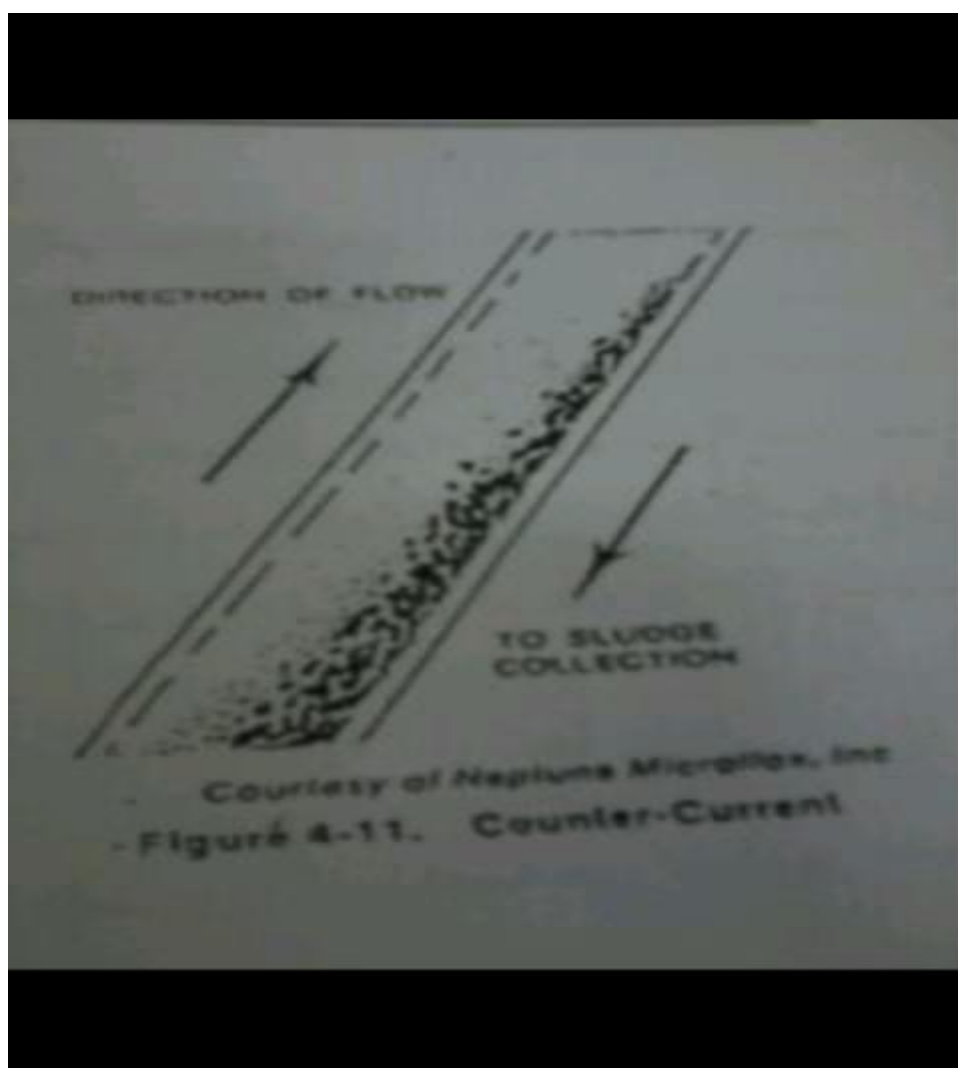 DIRECTION OF FLOW
TO SLUDGE
COLLECTION
Courtesy of Neptune Microfloc, Inc
Figure 4-11. Counter-Current